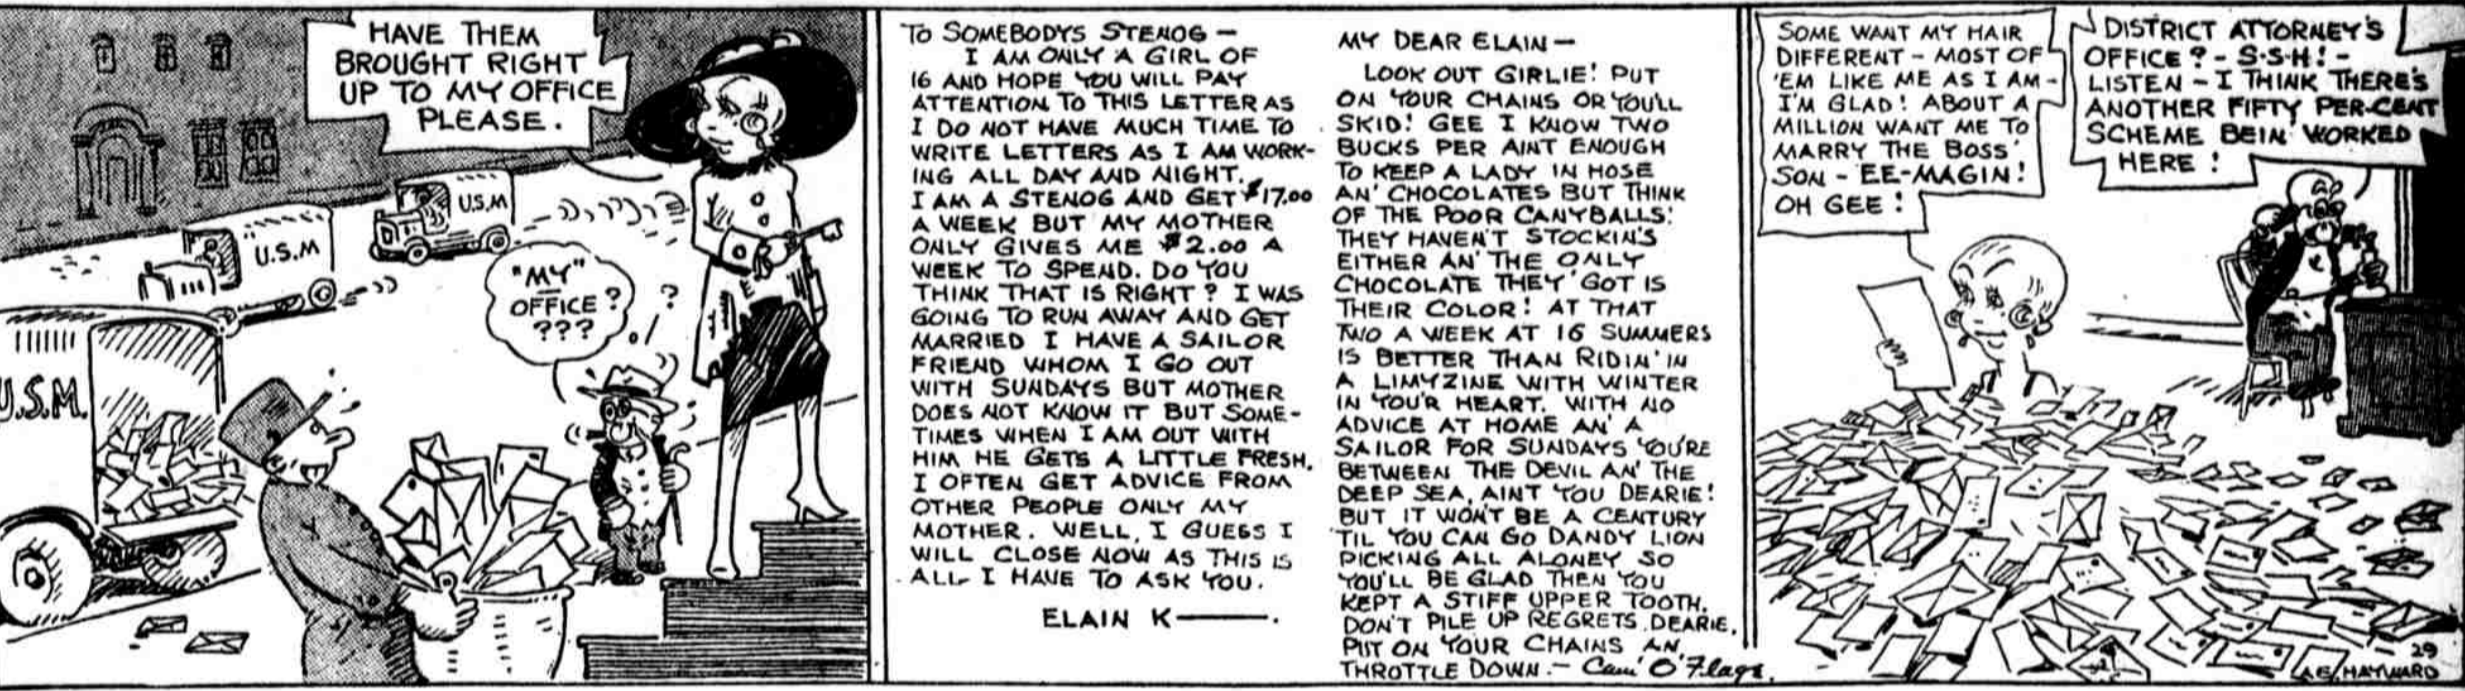 HAVE THEM
BROUGHT RIGHT
UP TO MY OFFICE
PLEASE.
U.S.M
U.S.M
U.S.M.
"MY"
OFFICE?
???
?
TO SOMEBODYS STENOG —
I AM ONLY A GIRL OF
16 AND HOPE YOU WILL PAY
ATTENTION TO THIS LETTER AS
I DO NOT HAVE MUCH TIME TO
WRITE LETTERS AS I AM WORK-
ING ALL DAY AND NIGHT.
I AM A STENOG AND GET $17.00
A WEEK BUT MY MOTHER
ONLY GIVES ME $2.00 A
WEEK TO SPEND. DO YOU
THINK THAT IS RIGHT? I WAS
GOING TO RUN AWAY AND GET
MARRIED I HAVE A SAILOR
FRIEND WHOM I GO OUT
WITH SUNDAYS BUT MOTHER
DOES NOT KNOW IT BUT SOME-
TIMES WHEN I AM OUT WITH
HIM HE GETS A LITTLE FRESH.
I OFTEN GET ADVICE FROM
OTHER PEOPLE ONLY MY
MOTHER. WELL, I GUESS I
WILL CLOSE NOW AS THIS IS
ALL I HAVE TO ASK YOU.
ELAIN K——.
MY DEAR ELAIN —
LOOK OUT GIRLIE! PUT
ON YOUR CHAINS OR YOU'LL
SKID! GEE I KNOW TWO
BUCKS PER AINT ENOUGH
TO KEEP A LADY IN HOSE
AN' CHOCOLATES BUT THINK
OF THE POOR CANYBALLS!
THEY HAVEN'T STOCKIN'S
EITHER AN' THE ONLY
CHOCOLATE THEY GOT IS
THEIR COLOR! AT THAT
TWO A WEEK AT 16 SUMMERS
IS BETTER THAN RIDIN' IN
A LIMYZINE WITH WINTER
IN YOU'R HEART. WITH NO
ADVICE AT HOME AN' A
SAILOR FOR SUNDAYS YOU'RE
BETWEEN THE DEVIL AN' THE
DEEP SEA, AINT YOU DEARIE!
BUT IT WON'T BE A CENTURY
'TIL YOU CAN GO DANDY LION
PICKING ALL ALONEY SO
YOU'LL BE GLAD THEN YOU
KEPT A STIFF UPPER TOOTH.
DON'T PILE UP REGRETS DEARIE,
PUT ON YOUR CHAINS AN
THROTTLE DOWN. — Cam' O'Flage.
SOME WANT MY HAIR
DIFFERENT - MOST OF
'EM LIKE ME AS I AM -
I'M GLAD! ABOUT A
MILLION WANT ME TO
MARRY THE BOSS'
SON - EE-MAGIN!
OH GEE!
DISTRICT ATTORNEY'S
OFFICE? - S-S-H! -
LISTEN - I THINK THERE'S
ANOTHER FIFTY PER-CENT
SCHEME BEIN' WORKED
HERE!
29
A.E. HAYWARD